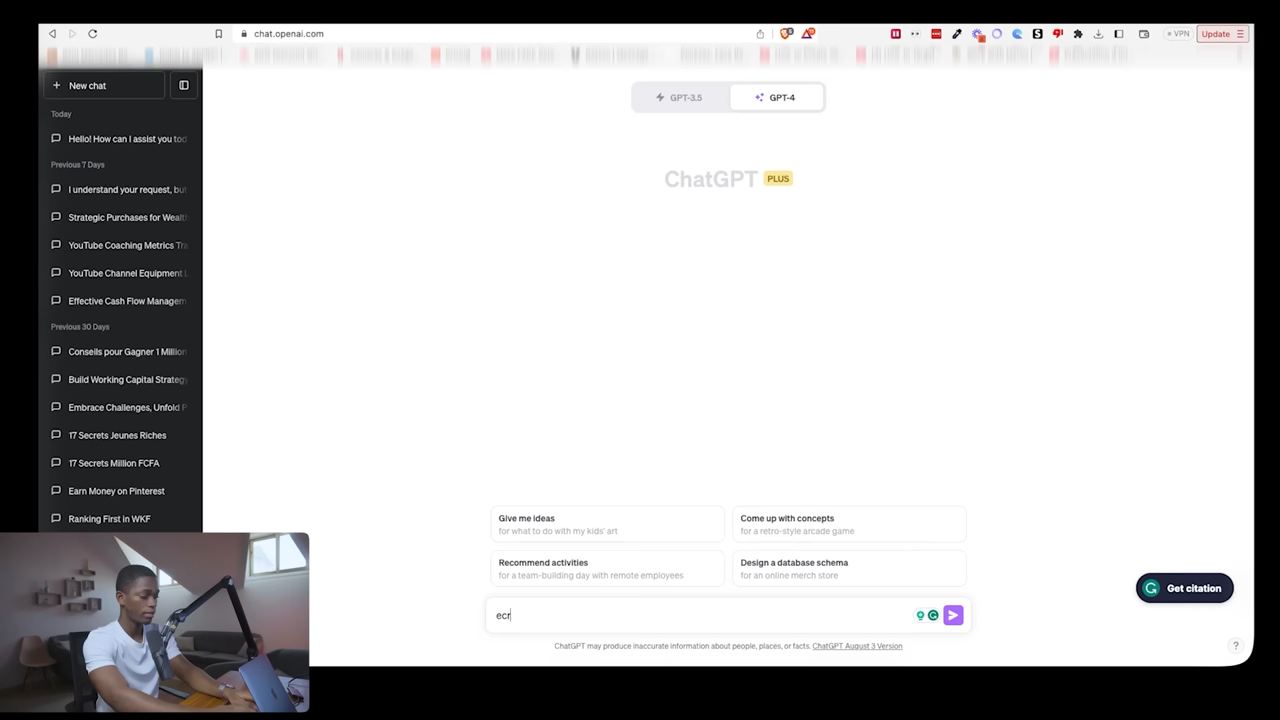 chat.openai.com
VPN
Update
New chat
GPT-3.5
GPT-4
Today
Hello! How can I assist you tod
Previous 7 Days
I understand your request, but
Strategic Purchases for Wealth
YouTube Coaching Metrics Tra
YouTube Channel Equipment L
Effective Cash Flow Managem
Previous 30 Days
Conseils pour Gagner 1 Million
Build Working Capital Strategy
Embrace Challenges, Unfold P
17 Secrets Jeunes Riches
17 Secrets Million FCFA
Earn Money on Pinterest
Ranking First in WKF
ChatGPT PLUS
Give me ideas
for what to do with my kids' art
Come up with concepts
for a retro-style arcade game
Recommend activities
for a team-building day with remote employees
Design a database schema
for an online merch store
ecr
Get citation
ChatGPT may produce inaccurate information about people, places, or facts. ChatGPT August 3 Version
?